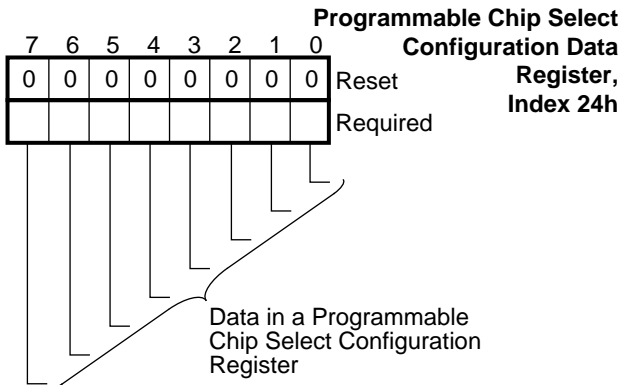 Programmable Chip Select
Configuration Data
Register,
Index 24h
7 6 5 4 3 2 1 0
0 0 0 0 0 0 0 0 Reset
Required
Data in a Programmable
Chip Select Configuration
Register